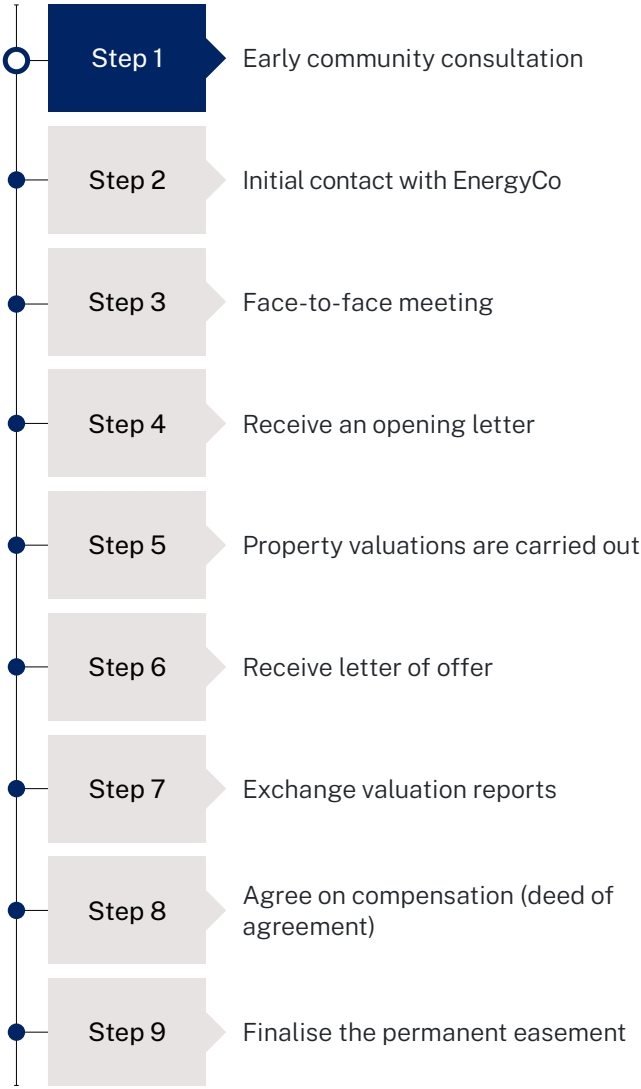 Step 1
Early community consultation
Step 2
Initial contact with EnergyCo
Step 3
Face-to-face meeting
Step 4
Receive an opening letter
Step 5
Property valuations are carried out
Step 6
Receive letter of offer
Step 7
Exchange valuation reports
Step 8
Agree on compensation (deed of
agreement)
Step 9
Finalise the permanent easement